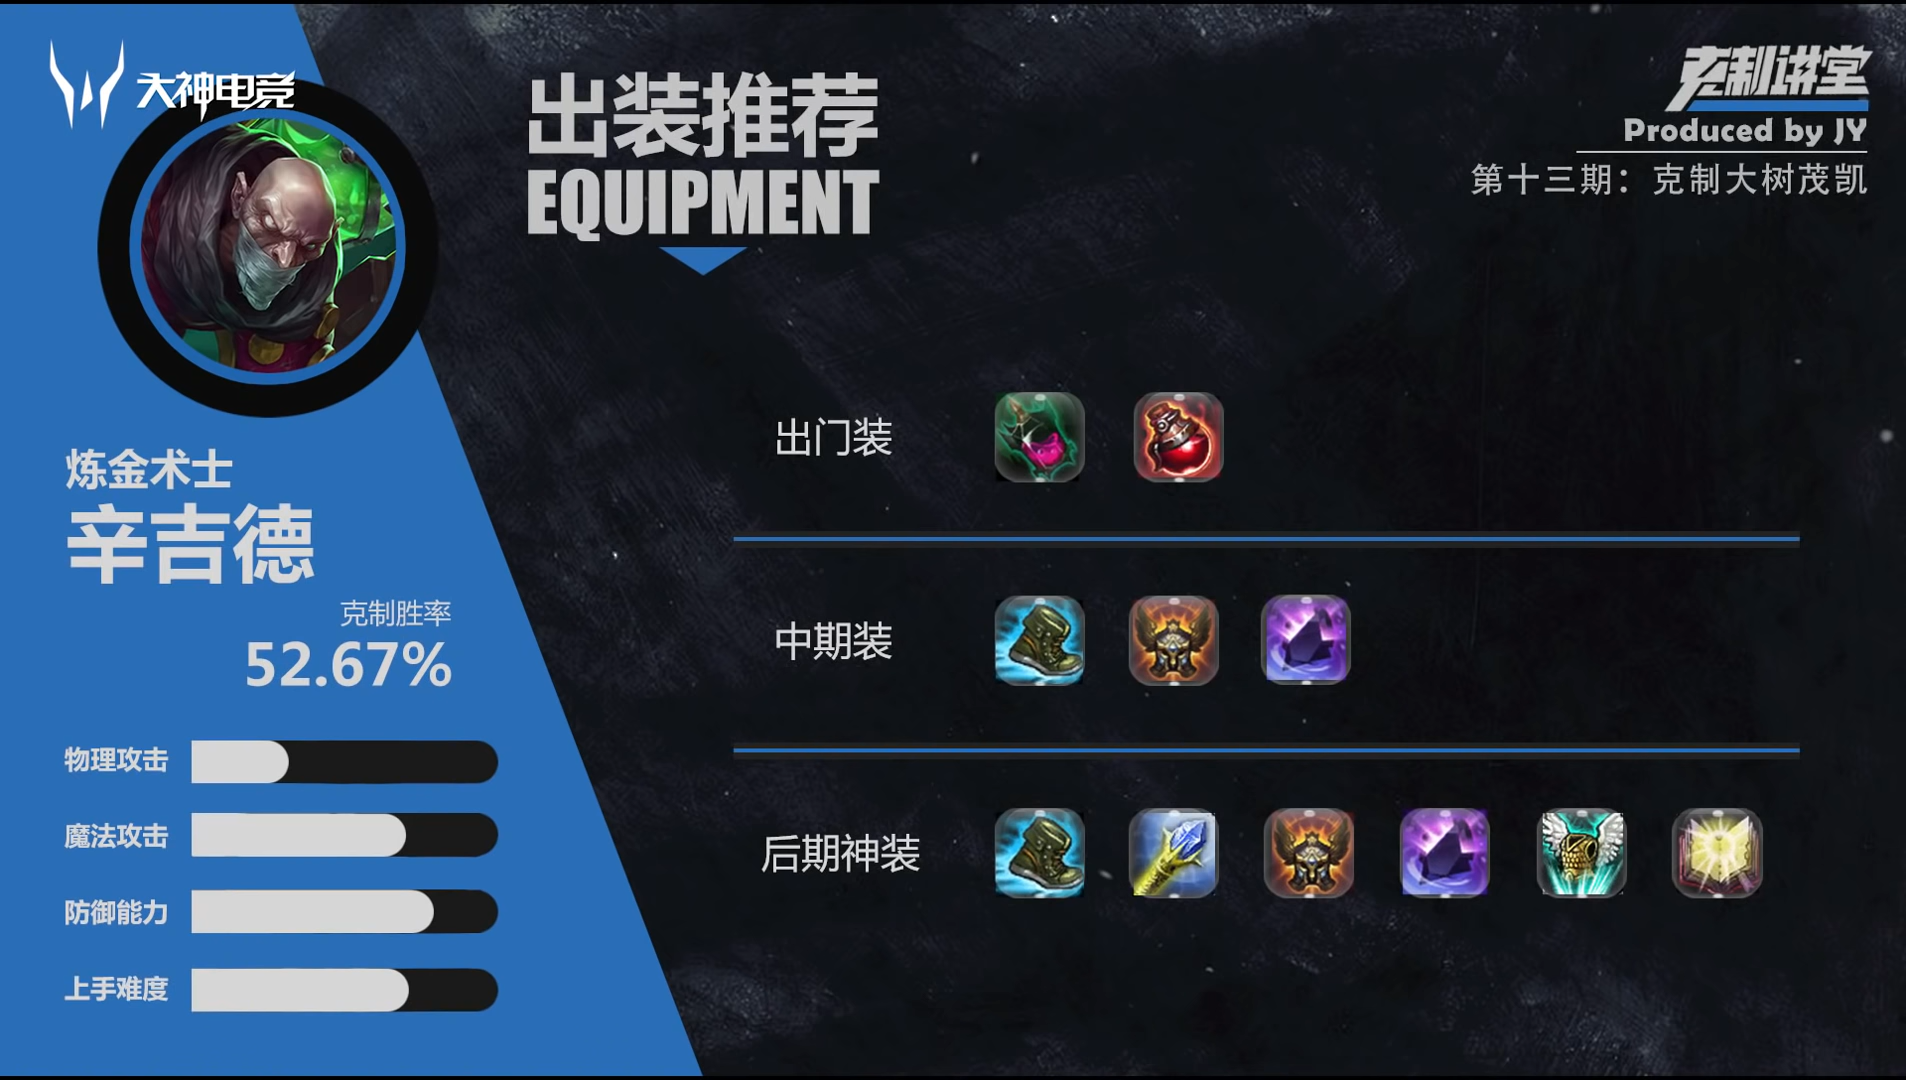 大神电竞
出装推荐
EQUIPMENT
克制讲堂
Produced by JY
第十三期：克制大树茂凯
炼金术士
辛吉德
克制胜率
52.67%
物理攻击
魔法攻击
防御能力
上手难度
出门装
中期装
后期神装